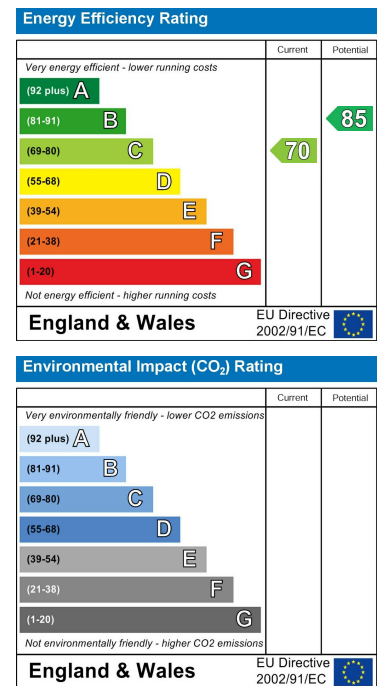 Energy Efficiency Rating
Current Potential
Very energy efficient - lower running costs
(92 plus) A
(81-91) B
85
(69-80) C
70
(55-68) D
(39-54) E
(21-38) F
(1-20) G
Not energy efficient - higher running costs
England & Wales
EU Directive
2002/91/EC
Environmental Impact (CO₂) Rating
Current Potential
Very environmentally friendly - lower CO2 emissions
(92 plus) A
(81-91) B
(69-80) C
(55-68) D
(39-54) E
(21-38) F
(1-20) G
Not environmentally friendly - higher CO2 emissions
England & Wales
EU Directive
2002/91/EC